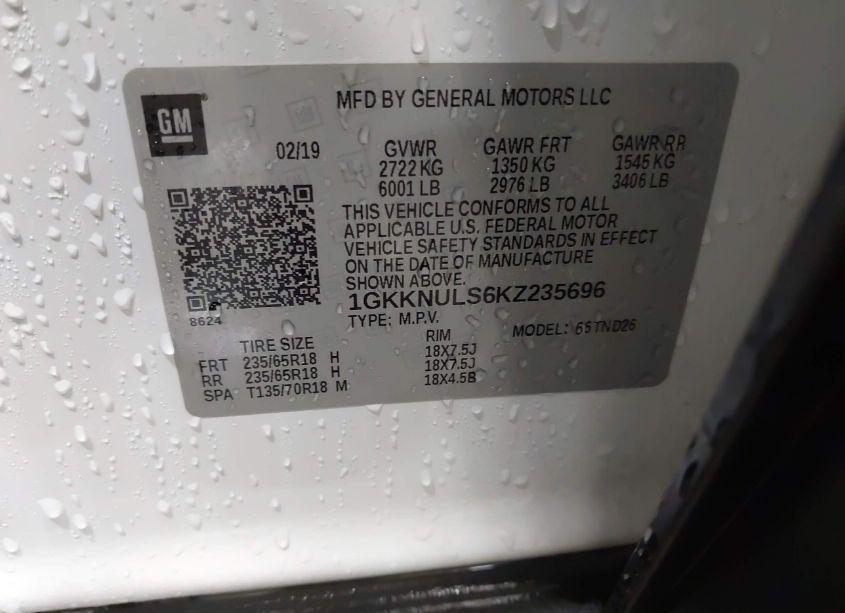 GM
MFD BY GENERAL MOTORS LLC
02/19
GVWR GAWR FRT GAWR RR
2722 KG 1350 KG 1545 KG
6001 LB 2976 LB 3406 LB
THIS VEHICLE CONFORMS TO ALL
APPLICABLE U.S. FEDERAL MOTOR
VEHICLE SAFETY STANDARDS IN EFFECT
ON THE DATE OF MANUFACTURE
SHOWN ABOVE.
1GKKNULS6KZ235696
8624
TYPE: M.P.V. MODEL:
TIRE SIZE RIM
FRT 235/65R18 H 18X7.5J
RR 235/65R18 H 18X7.5J
SPA T135/70R18 M 18X4.5B